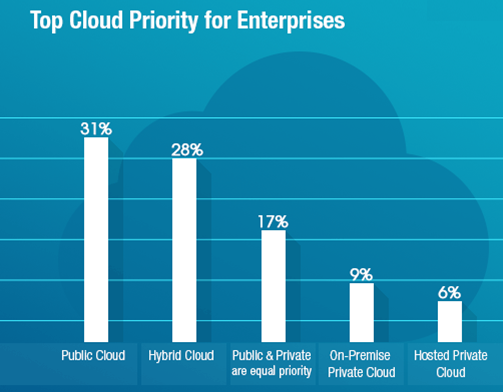 Top Cloud Priority for Enterprises
31%
28%
17%
9%
6%
Public Cloud
Hybrid Cloud
Public & Private
are equal priority
On-Premise
Private Cloud
Hosted Private
Cloud